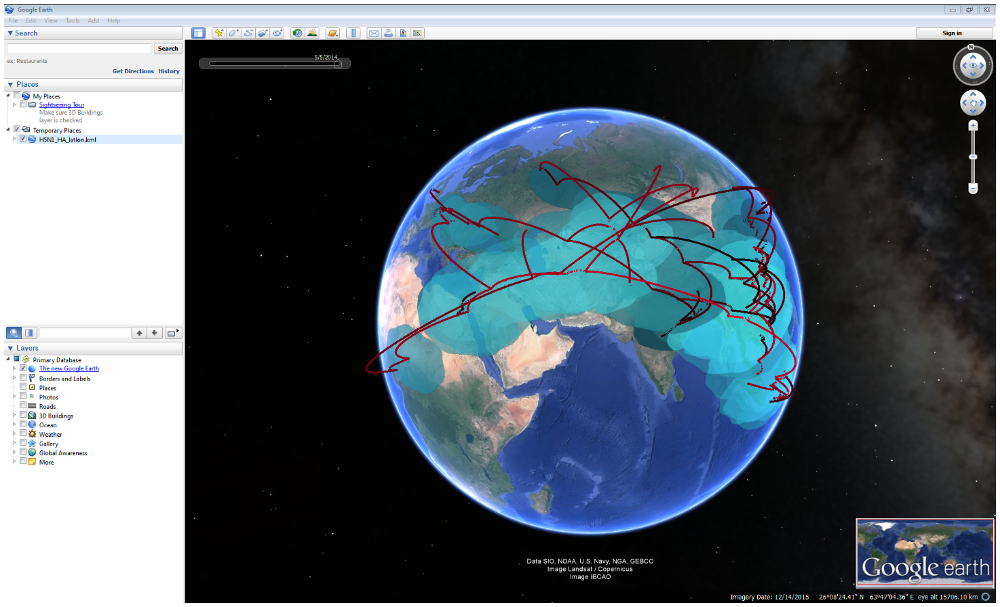 Google Earth
File Edit View Tools Add Help
Search
Search
ex: Restaurants
Get Directions History
Places
My Places
Sightseeing Tour
Make sure 3D Buildings
layer is checked
Temporary Places
H5N1_HA_latlon.kml
Layers
Primary Database
The new Google Earth
Borders and Labels
Places
Photos
Roads
3D Buildings
Ocean
Weather
Gallery
Global Awareness
More
Sign in
5/5/2014
N
Data SIO, NOAA, U.S. Navy, NGA, GEBCO
Image Landsat / Copernicus
Image IBCAO
Google earth
Imagery Date: 12/14/2015 26°08'24.41" N 63°47'04.36" E eye alt 15706.10 km